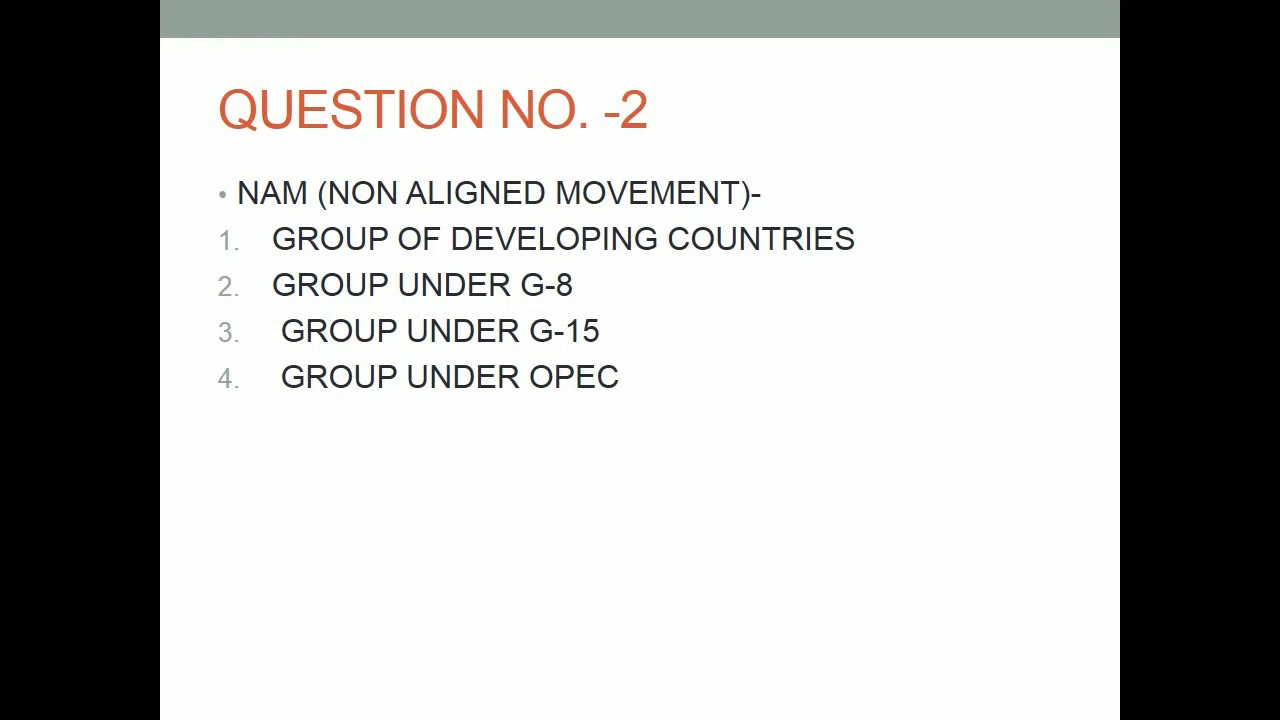 QUESTION NO. -2
• NAM (NON ALIGNED MOVEMENT)-
1. GROUP OF DEVELOPING COUNTRIES
2. GROUP UNDER G-8
3. GROUP UNDER G-15
4. GROUP UNDER OPEC